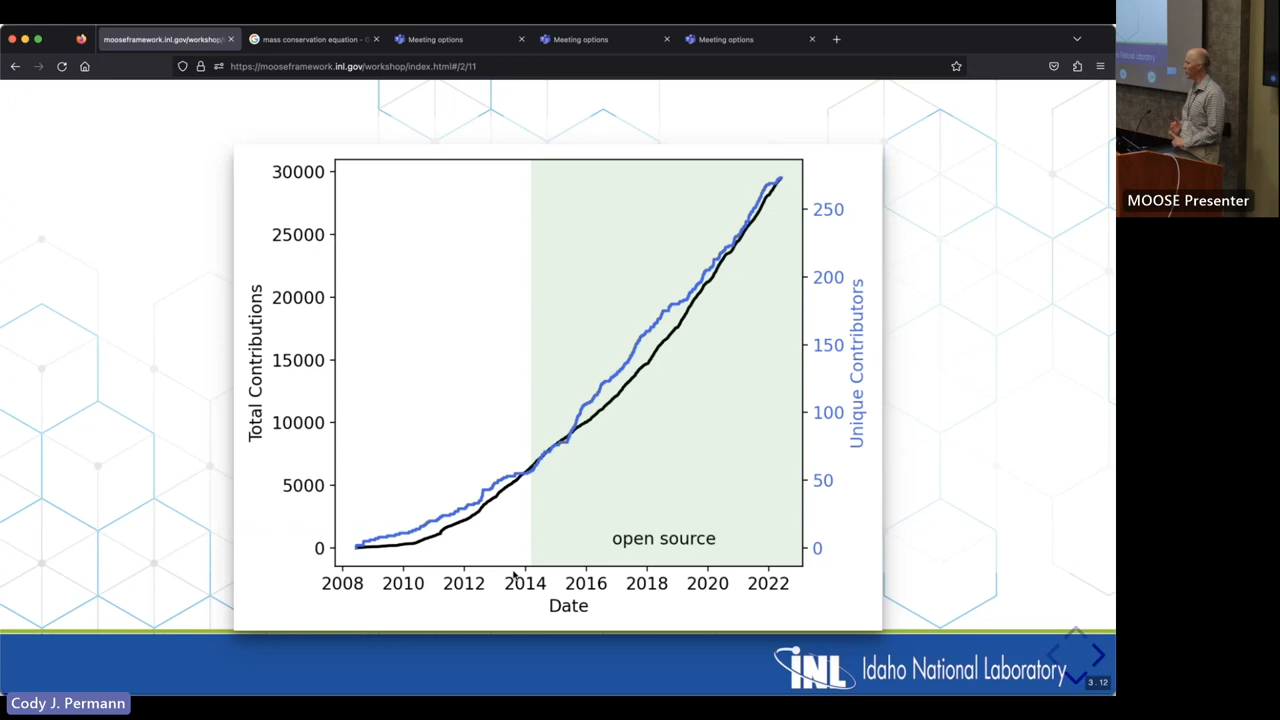 mooseframework.inl.gov/workshop/
mass conservation equation - G
Meeting options
Meeting options
Meeting options
https://mooseframework.inl.gov/workshop/index.html#/2/11
MOOSE Presenter
30000
25000
20000
15000
10000
5000
0
Total Contributions
250
200
150
100
50
0
Unique Contributors
open source
2008 2010 2012 2014 2016 2018 2020 2022
Date
INL Idaho National Laboratory
3.12
Cody J. Permann